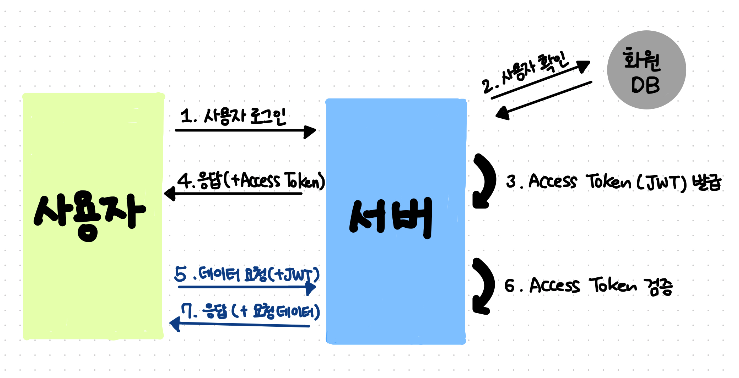 사용자
서버
회원
DB
1. 사용자 로그인
2. 사용자 확인
3. Access Token (JWT) 발급
4. 응답(+Access Token)
5. 데이터 요청(+JWT)
6. Access Token 검증
7. 응답 (+ 요청데이터)